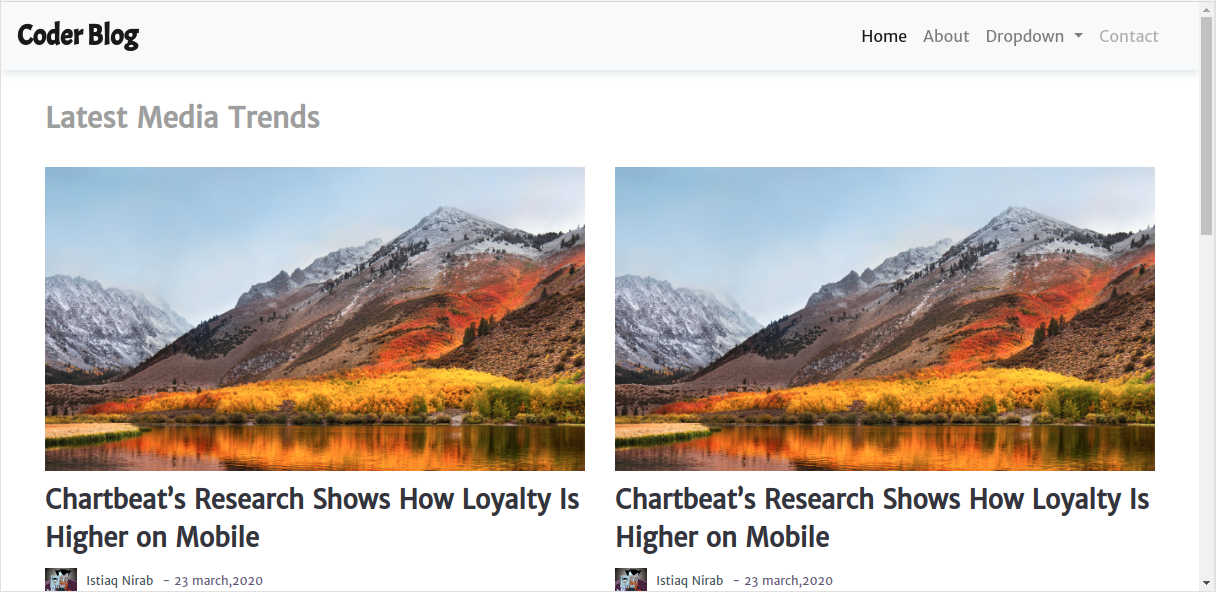 Coder Blog
Home About Dropdown Contact
Latest Media Trends
Chartbeat’s Research Shows How Loyalty Is
Higher on Mobile
Istiaq Nirab - 23 march,2020
Chartbeat’s Research Shows How Loyalty Is
Higher on Mobile
Istiaq Nirab - 23 march,2020